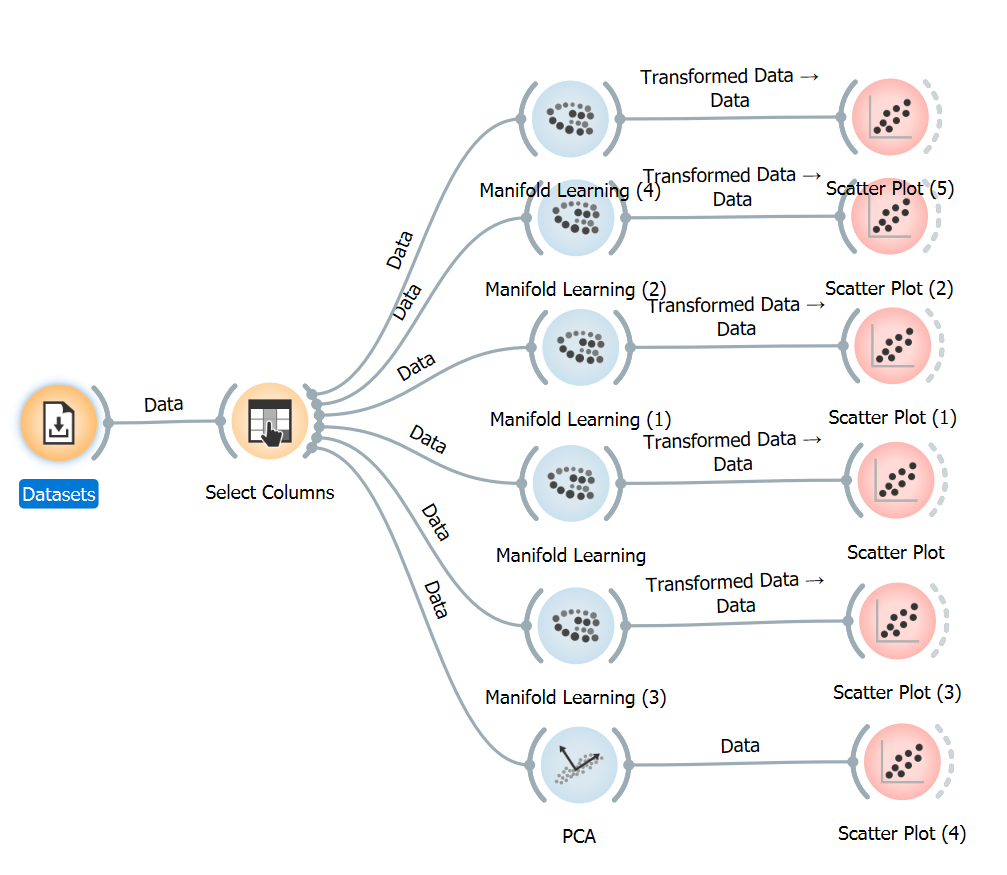 Transformed Data →
Data
Manifold Learning (4)
Scatter Plot (5)
Data
Transformed Data →
Data
Manifold Learning (2)
Scatter Plot (2)
Data
Transformed Data →
Data
Manifold Learning (1)
Scatter Plot (1)
Data
Data
Datasets
Select Columns
Data
Transformed Data →
Data
Manifold Learning
Scatter Plot
Data
Transformed Data →
Data
Manifold Learning (3)
Scatter Plot (3)
Data
Data
PCA
Scatter Plot (4)